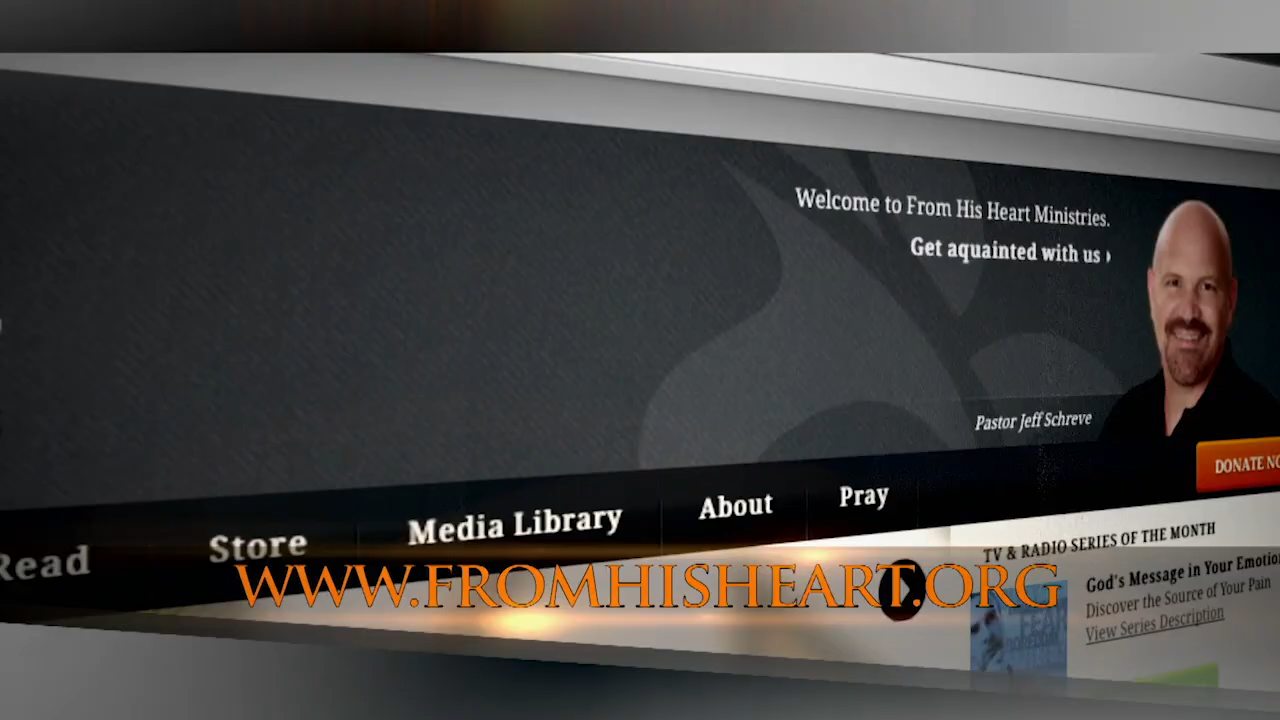 Welcome to From His Heart Ministries.
Get aquainted with us
Pastor Jeff Schreve
DONATE
Read
Store
Media Library
About
Pray
TV & RADIO SERIES OF THE MONTH
God's Message in Your
Discover the Source of Your Pain
View Series Description
FEAR
WWW.FROMHISHEART.ORG